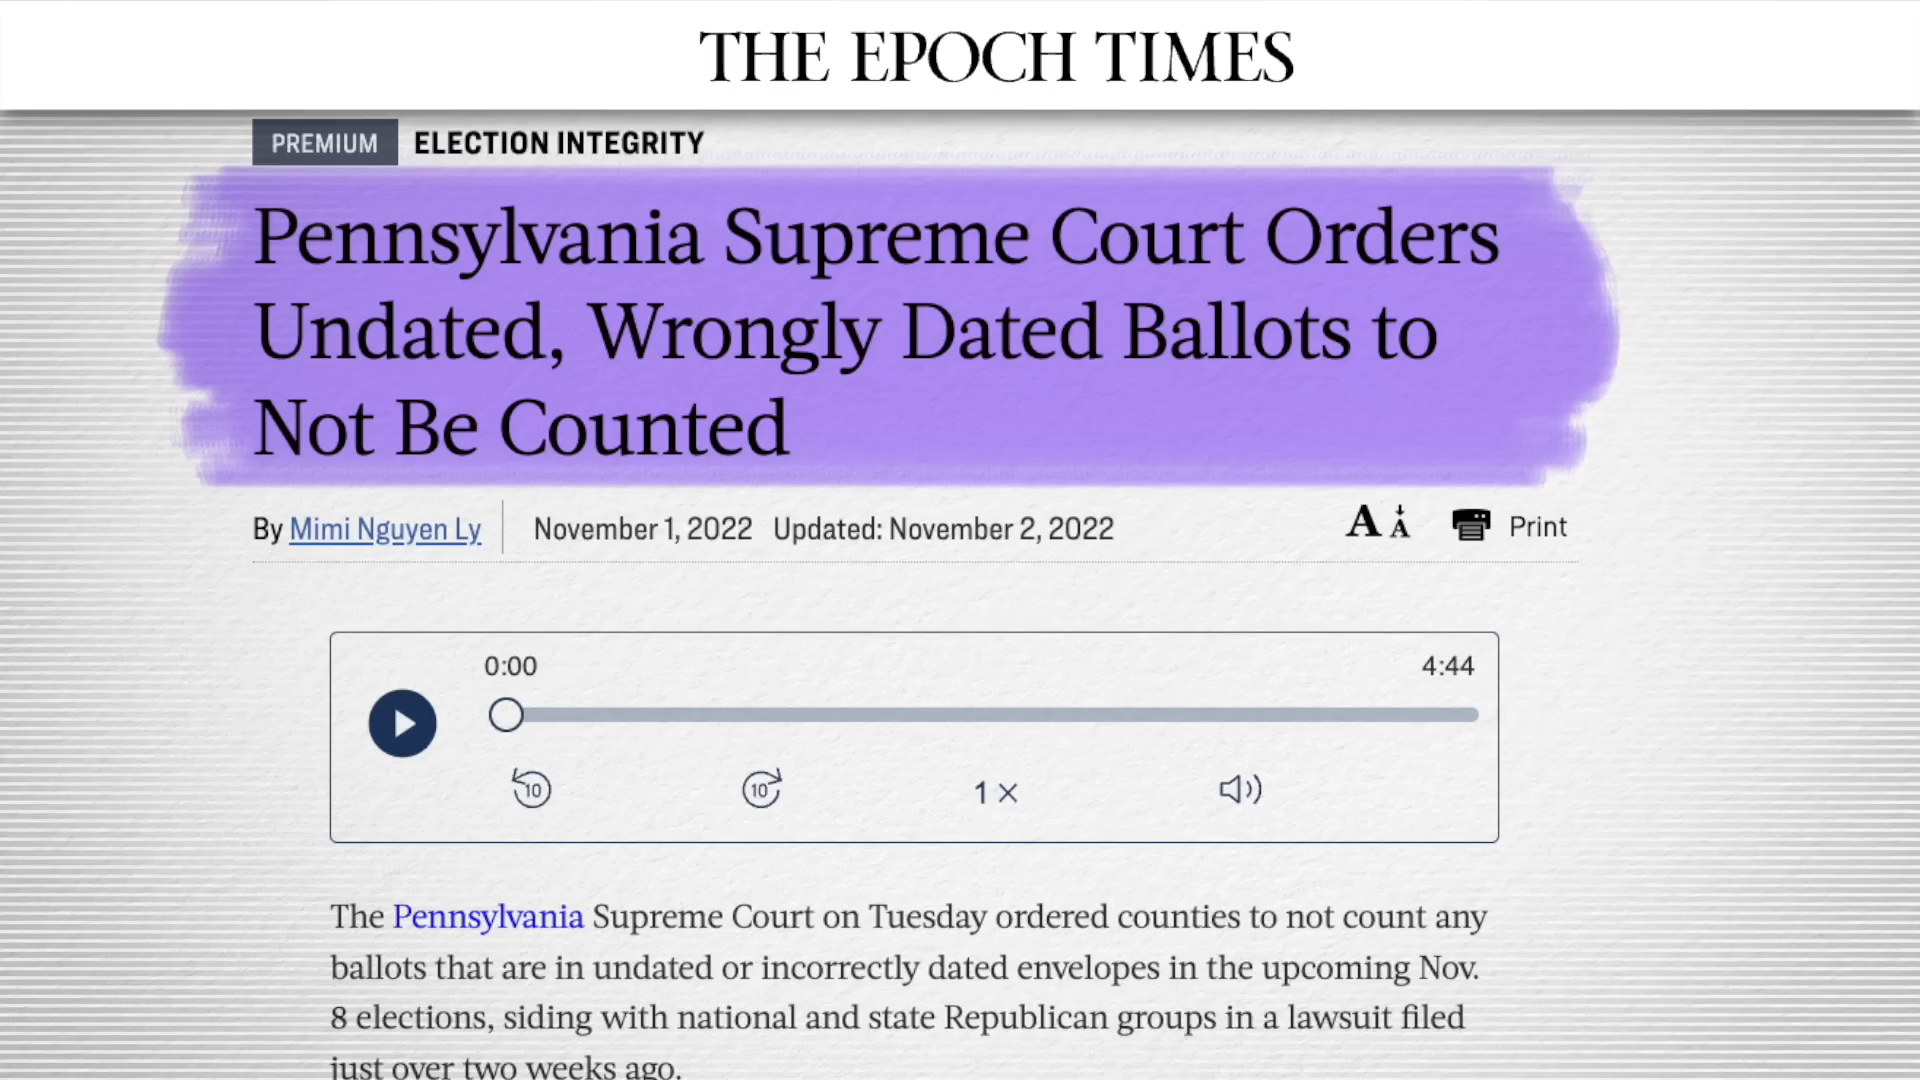 THE EPOCH TIMES
PREMIUM ELECTION INTEGRITY
Pennsylvania Supreme Court Orders
Undated, Wrongly Dated Ballots to
Not Be Counted
By Mimi Nguyen Ly November 1, 2022 Updated: November 2, 2022 A A Print
0:00 4:44
10 10 1 ×
The Pennsylvania Supreme Court on Tuesday ordered counties to not count any
ballots that are in undated or incorrectly dated envelopes in the upcoming Nov.
8 elections, siding with national and state Republican groups in a lawsuit filed
just over two weeks ago.